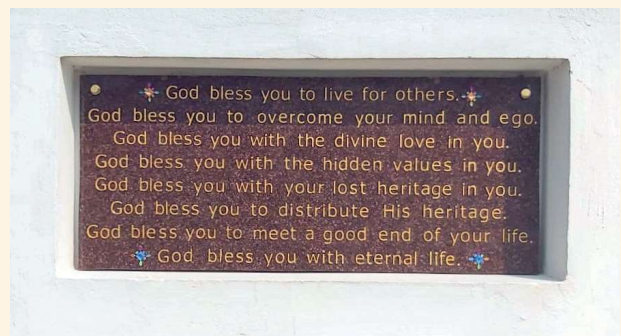 God bless you to live for others.
God bless you to overcome your mind and ego.
God bless you with the divine love in you.
God bless you with the hidden values in you.
God bless you with your lost heritage in you.
God bless you to distribute His heritage.
God bless you to meet a good end of your life.
God bless you with eternal life.